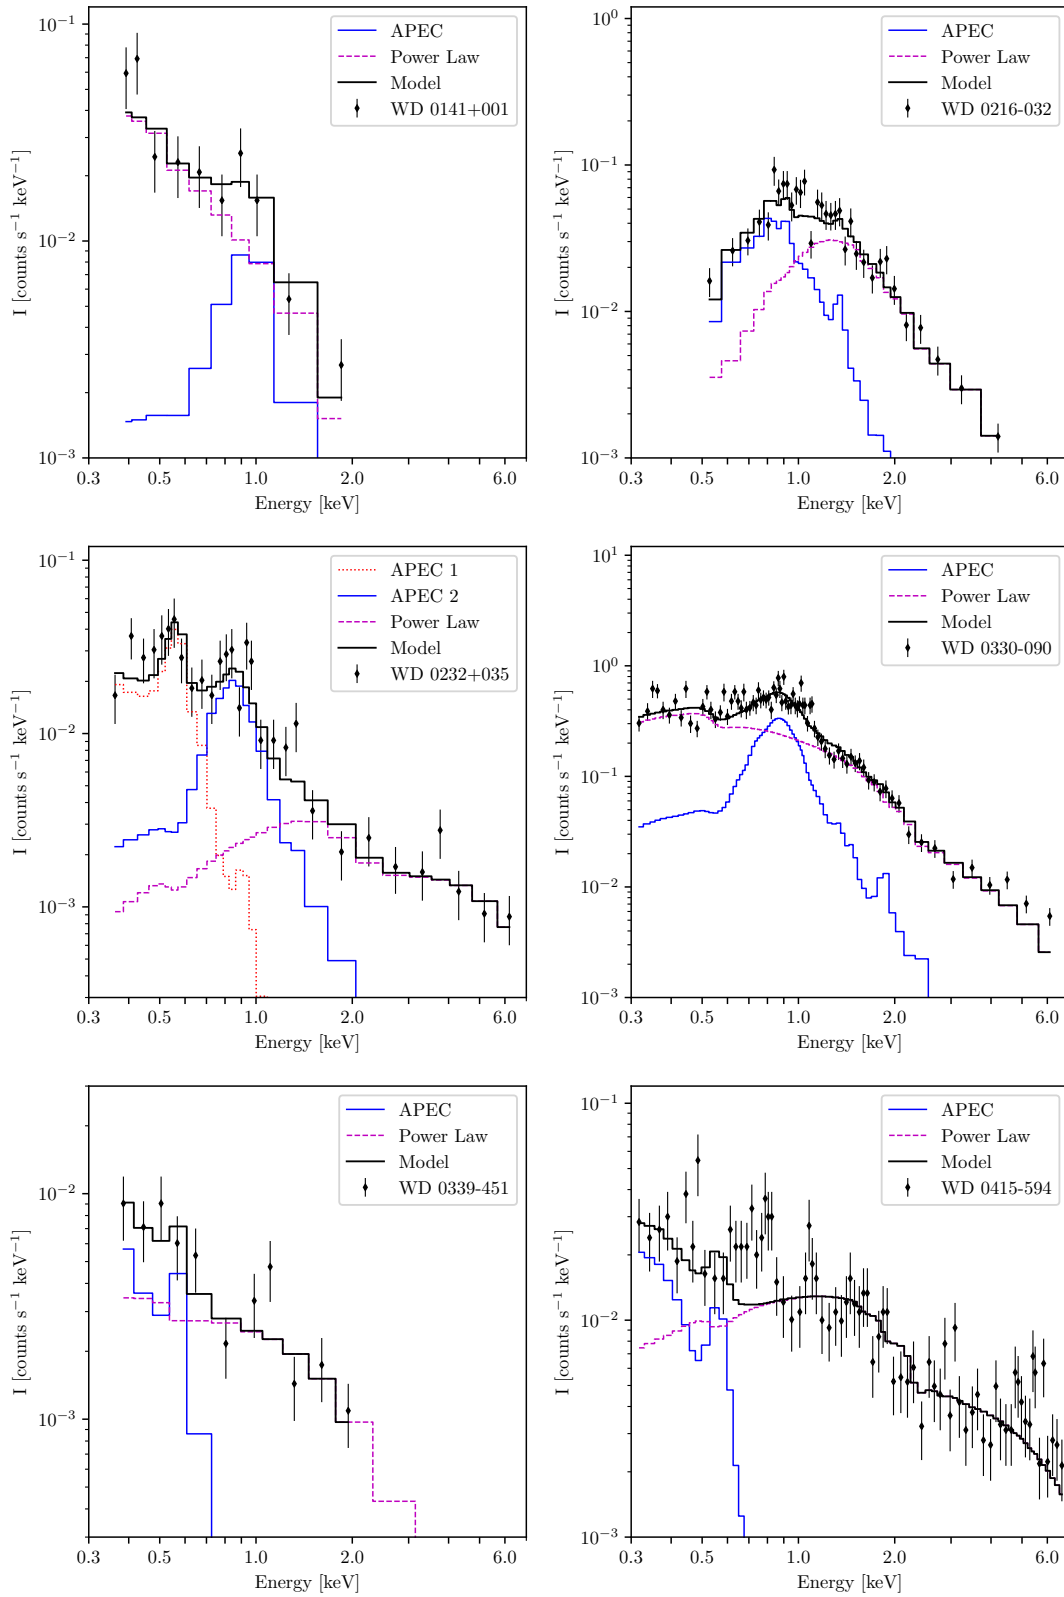 APEC
Power Law
Model
WD 0141+001
10⁻¹
10⁻²
10⁻³
I [counts s⁻¹ keV⁻¹]
0.3 0.5 1.0 2.0 6.0
Energy [keV]
APEC
Power Law
Model
WD 0216-032
10⁰
10⁻¹
10⁻²
10⁻³
I [counts s⁻¹ keV⁻¹]
0.3 0.5 1.0 2.0 6.0
Energy [keV]
APEC 1
APEC 2
Power Law
Model
WD 0232+035
10⁻¹
10⁻²
10⁻³
I [counts s⁻¹ keV⁻¹]
0.3 0.5 1.0 2.0 6.0
Energy [keV]
APEC
Power Law
Model
WD 0330-090
10¹
10⁰
10⁻¹
10⁻²
10⁻³
I [counts s⁻¹ keV⁻¹]
0.3 0.5 1.0 2.0 6.0
Energy [keV]
APEC
Power Law
Model
WD 0339-451
10⁻²
10⁻³
I [counts s⁻¹ keV⁻¹]
0.3 0.5 1.0 2.0 6.0
Energy [keV]
APEC
Power Law
Model
WD 0415-594
10⁻¹
10⁻²
10⁻³
I [counts s⁻¹ keV⁻¹]
0.3 0.5 1.0 2.0 6.0
Energy [keV]